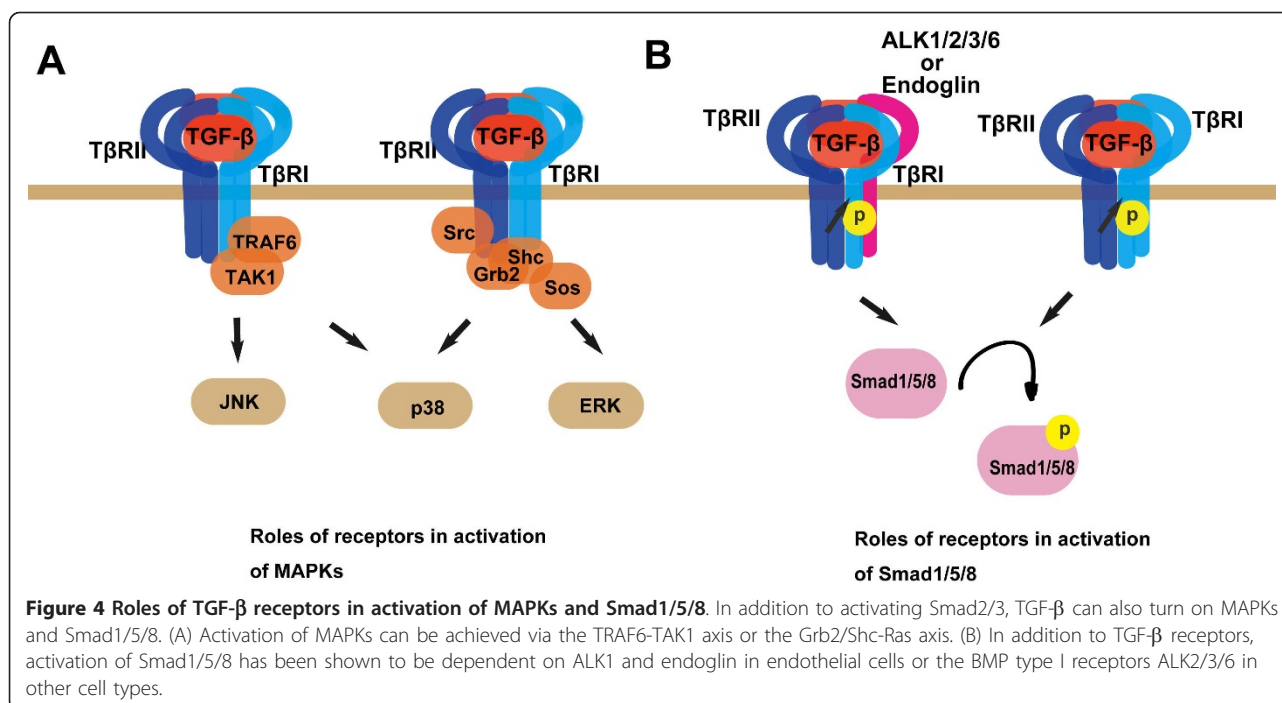 A
TβRII
TGF-β
TβRI
TRAF6
TAK1
TβRII
TGF-β
Src
Grb2
Shc
Sos
JNK
p38
ERK
Roles of receptors in activation
of MAPKs
B
ALK1/2/3/6
or
Endoglin
TβRII
TGF-β
TβRI
p
TβRII
TGF-β
TβRI
p
Smad1/5/8
p
Smad1/5/8
Roles of receptors in activation
of Smad1/5/8
Figure 4 Roles of TGF-β receptors in activation of MAPKs and Smad1/5/8. In addition to activating Smad2/3, TGF-β can also turn on MAPKs
and Smad1/5/8. (A) Activation of MAPKs can be achieved via the TRAF6-TAK1 axis or the Grb2/Shc-Ras axis. (B) In addition to TGF-β receptors,
activation of Smad1/5/8 has been shown to be dependent on ALK1 and endoglin in endothelial cells or the BMP type I receptors ALK2/3/6 in
other cell types.